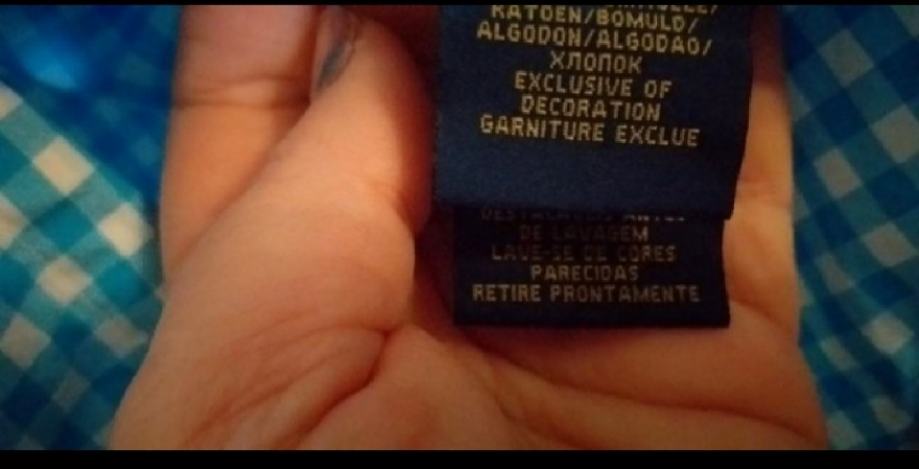 KATOEN/BOMULD/
ALGODON/ALGODAO/
ХЛОПОК
EXCLUSIVE OF
DECORATION
GARNITURE EXCLUE
DE LAVAGEM
LAVE-SE DE CORES
PARECIDAS
RETIRE PRONTAMENTE